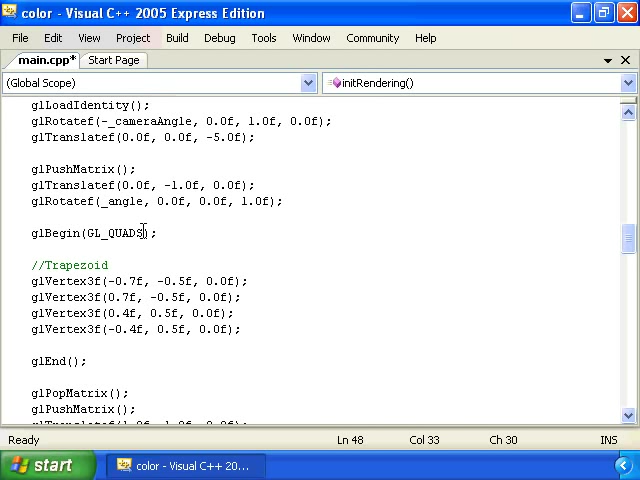 color - Visual C++ 2005 Express Edition
File Edit View Project Build Debug Tools Window Community Help
main.cpp* Start Page
(Global Scope) initRendering()
glLoadIdentity();
glRotatef(-_cameraAngle, 0.0f, 1.0f, 0.0f);
glTranslatef(0.0f, 0.0f, -5.0f);
glPushMatrix();
glTranslatef(0.0f, -1.0f, 0.0f);
glRotatef(_angle, 0.0f, 0.0f, 1.0f);
glBegin(GL_QUADS);
//Trapezoid
glVertex3f(-0.7f, -0.5f, 0.0f);
glVertex3f(0.7f, -0.5f, 0.0f);
glVertex3f(0.4f, 0.5f, 0.0f);
glVertex3f(-0.4f, 0.5f, 0.0f);
glEnd();
glPopMatrix();
glPushMatrix();
Ready Ln 48 Col 33 Ch 30 INS
start color - Visual C++ 20...